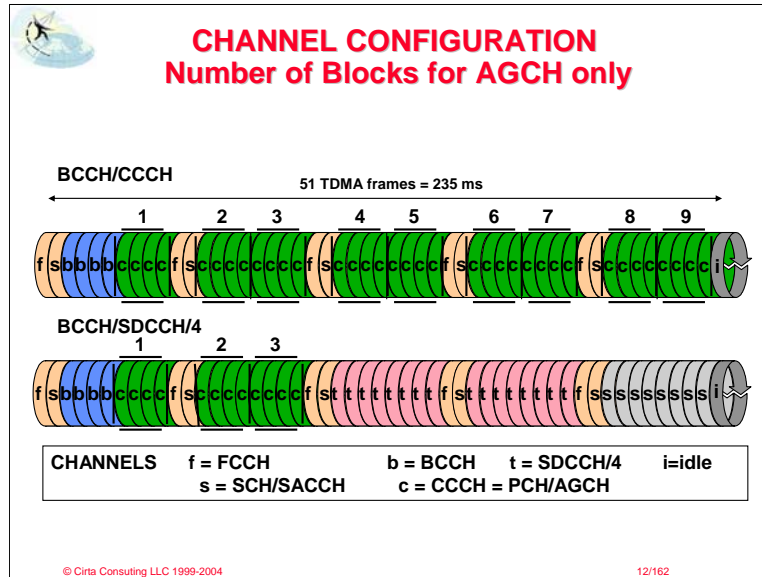 CHANNEL CONFIGURATION
Number of Blocks for AGCH only
BCCH/CCCH
51 TDMA frames = 235 ms
1 2 3 4 5 6 7 8 9
f s b b b b c c c c f s c c c c c c c c f s c c c c c c c c f s c c c c c c c c f s c c c c c c c c i
BCCH/SDCCH/4
1 2 3
f s b b b b c c c c f s c c c c c c c c f s t t t t t t t t f s t t t t t t t t f s s s s s s s s s i
CHANNELS f = FCCH b = BCCH t = SDCCH/4 i=idle
s = SCH/SACCH c = CCCH = PCH/AGCH
© Cirta Consuting LLC 1999-2004 12/162